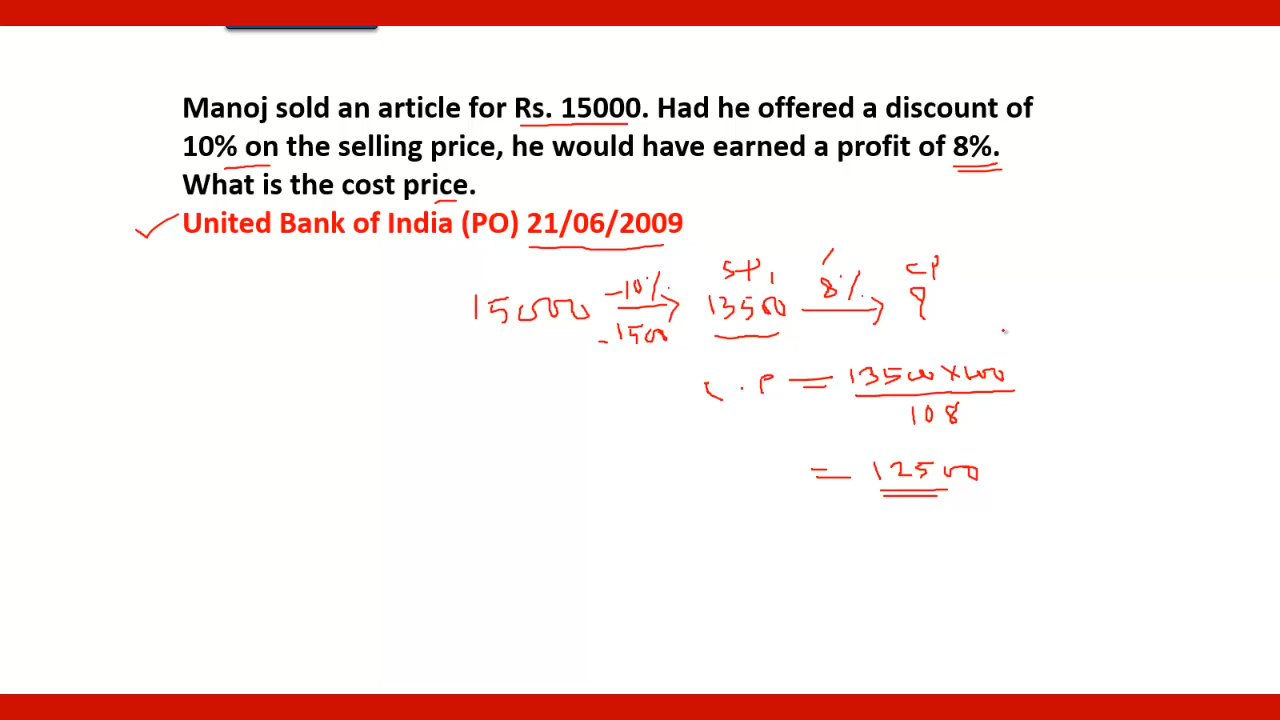 Manoj sold an article for Rs. 15000. Had he offered a discount of
10% on the selling price, he would have earned a profit of 8%.
What is the cost price.
United Bank of India (PO) 21/06/2009
SP1 8% CP
15000 -10% 13500 ?
-1500
C.P = 13500 X 100
108
= 12500